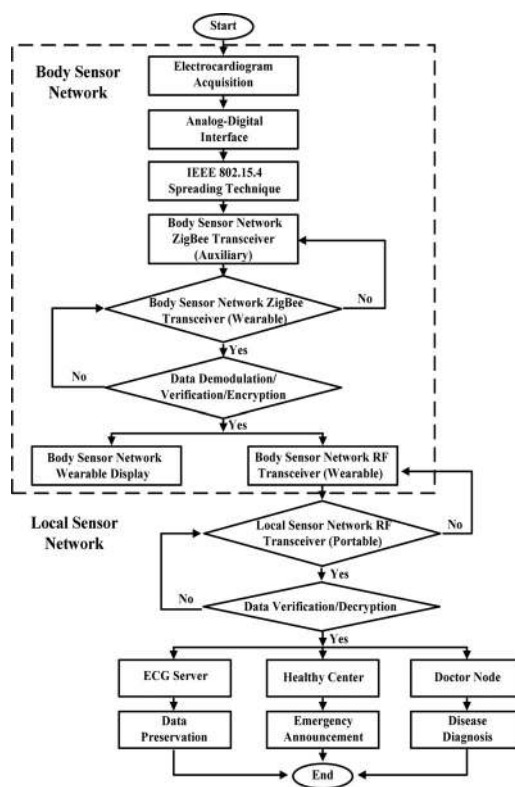 Start
Body Sensor
Network
Electrocardiogram
Acquisition
Analog-Digital
Interface
IEEE 802.15.4
Spreading Technique
Body Sensor Network
ZigBee Transceiver
(Auxiliary)
Body Sensor Network ZigBee
Transceiver (Wearable)
No
Yes
No
Data Demodulation/
Verification/Encryption
Yes
Body Sensor Network
Wearable Display
Body Sensor Network RF
Transceiver (Wearable)
Local Sensor
Network
Local Sensor Network RF
Transceiver (Portable)
No
Yes
No
Data Verification/Decryption
Yes
ECG Server
Healthy Center
Doctor Node
Data
Preservation
Emergency
Announcement
Disease
Diagnosis
End